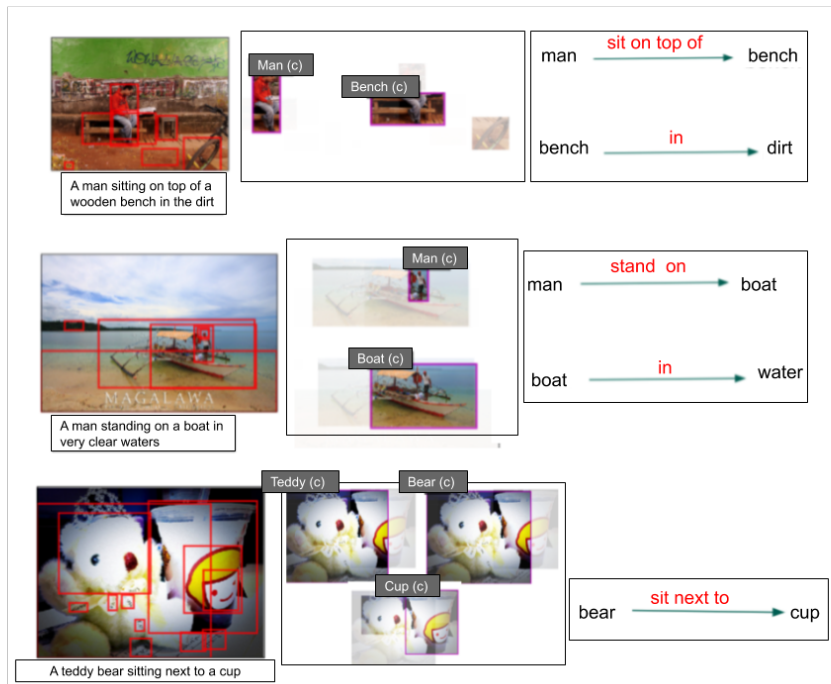 Man (c)
Bench (c)
man sit on top of bench
bench in dirt
A man sitting on top of a
wooden bench in the dirt
Man (c)
Boat (c)
man stand on boat
boat in water
MAGALAWA
A man standing on a boat in
very clear waters
Teddy (c)
Bear (c)
Cup (c)
bear sit next to cup
A teddy bear sitting next to a cup